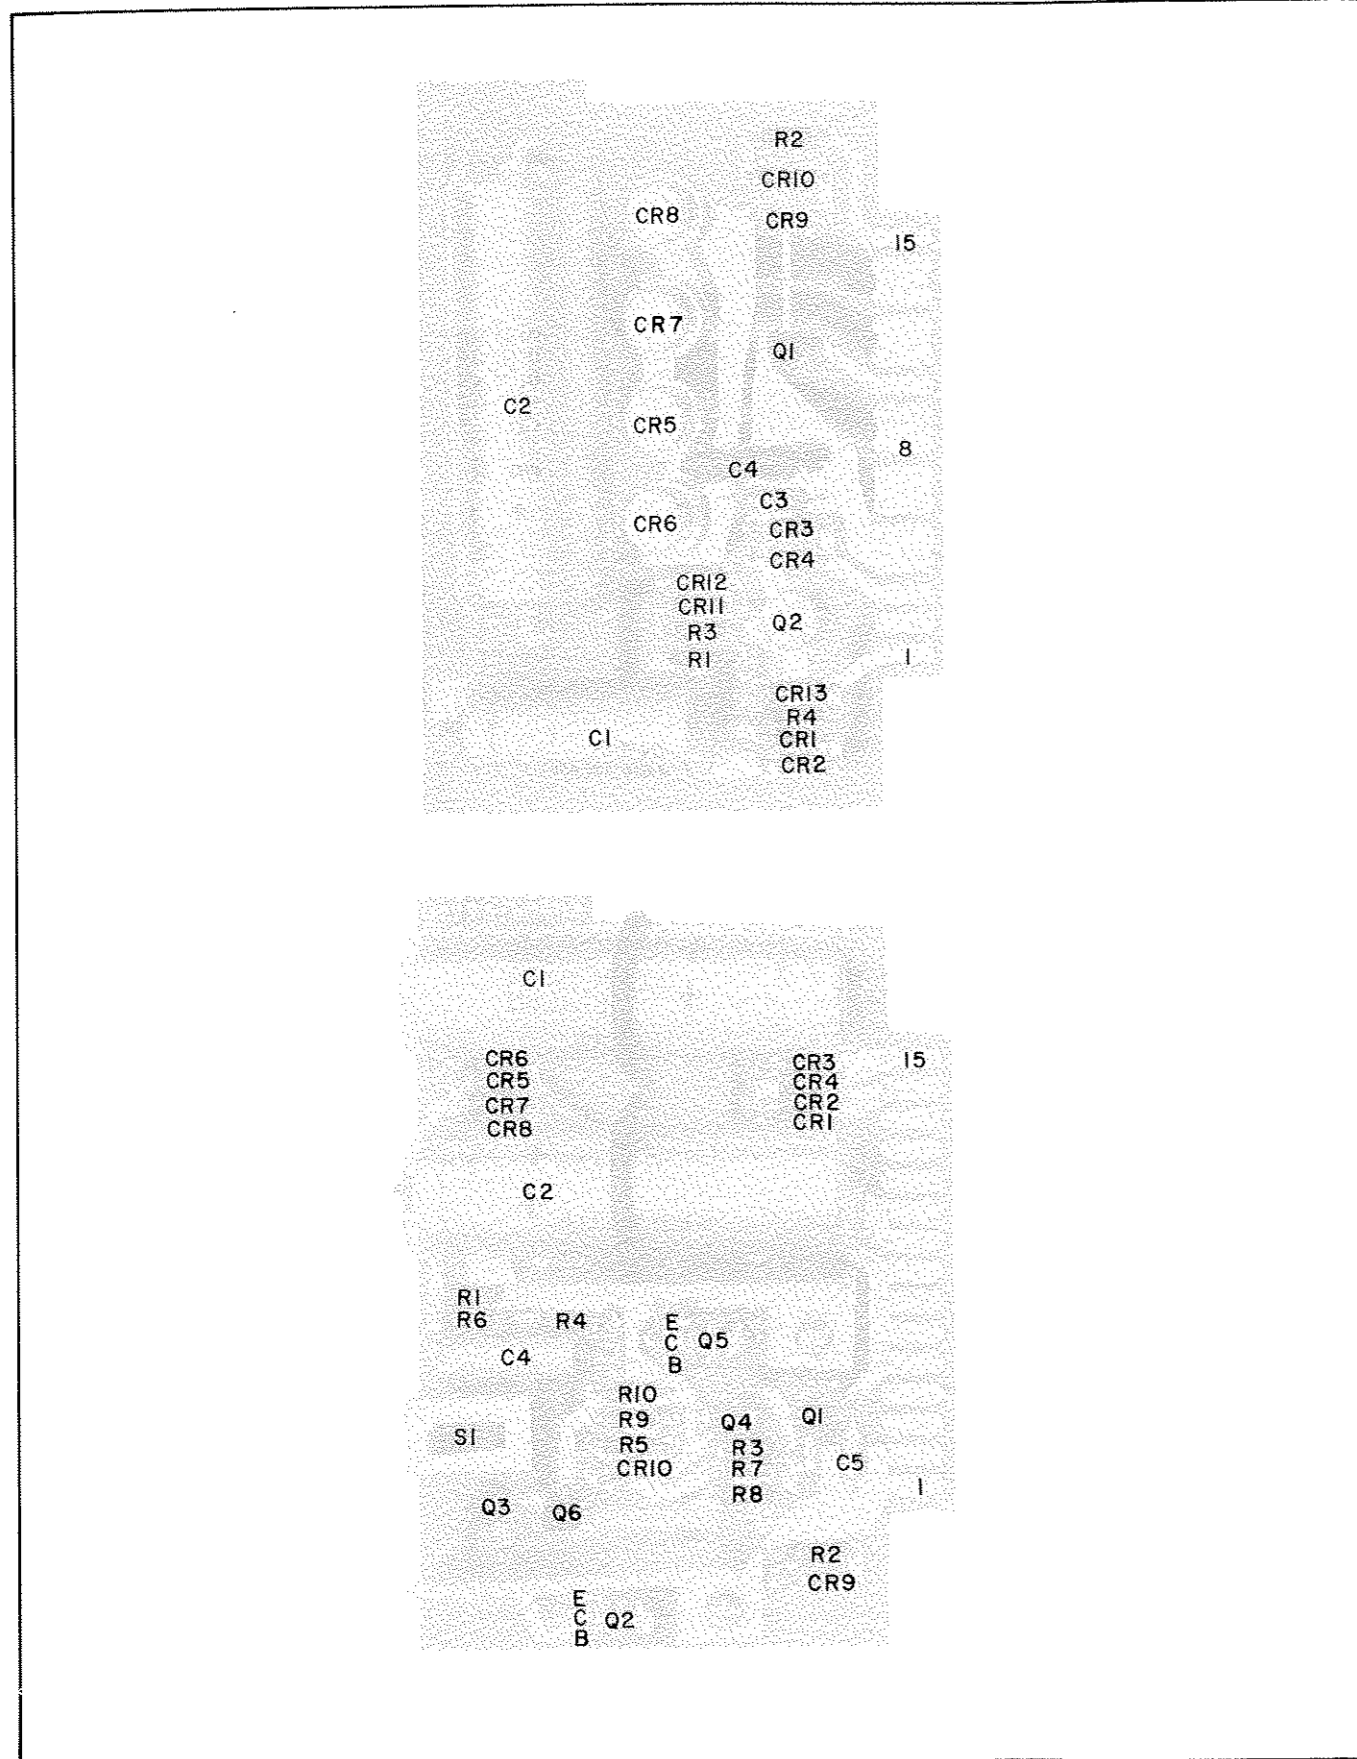 R2
CR10
CR8 CR9
15
CR7
Q1
C2
CR5
8
C4
C3
CR6 CR3
CR4
CR12
CR11
Q2
R3
R1 1
CR13
R4
C1 CR1
CR2
C1
CR6 CR3 15
CR5 CR4
CR7 CR2
CR8 CR1
C2
R1
R6 R4 E
C Q5
C4 B
R10
R9 Q4 Q1
S1 R5 R3
CR10 R7 C5
R8 1
Q3 Q6
R2
CR9
E
C Q2
B